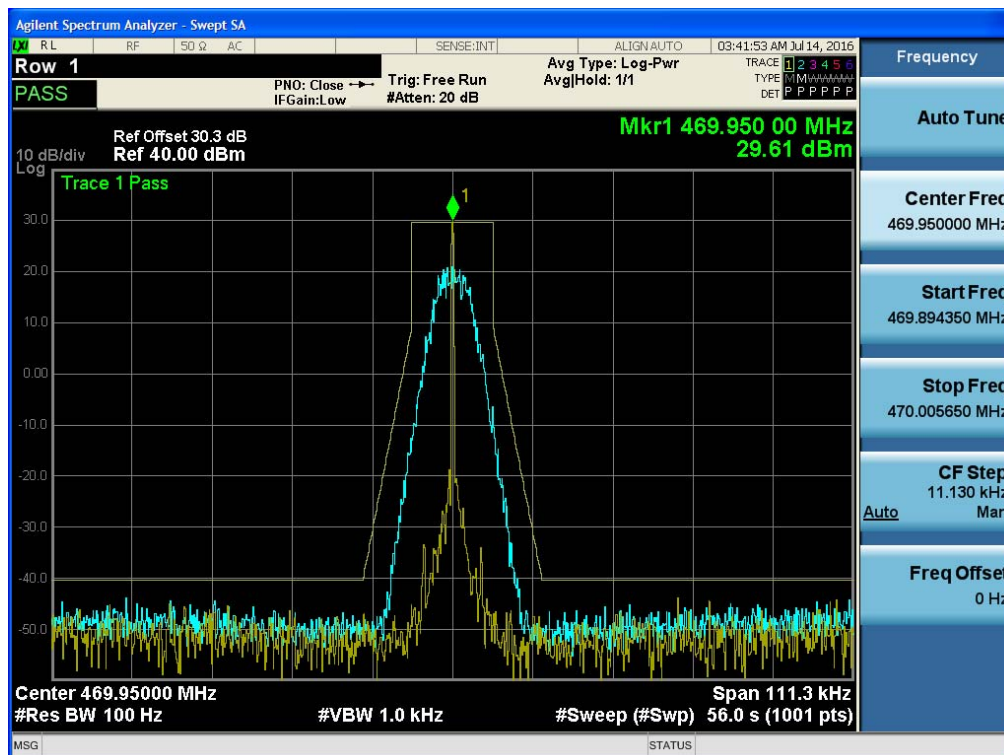 Agilent Spectrum Analyzer - Swept SA
LXI RL RF 50 Ω AC SENSE:INT ALIGN AUTO 03:41:53 AM Jul 14, 2016
Row 1
PASS
PNO: Close
IFGain:Low
Trig: Free Run
#Atten: 20 dB
Avg Type: Log-Pwr
Avg|Hold: 1/1
TRACE 1 2 3 4 5 6
TYPE M M
DET P P P P P P
Ref Offset 30.3 dB
10 dB/div Ref 40.00 dBm
Log
Mkr1 469.950 00 MHz
29.61 dBm
Trace 1 Pass
1
30.0
20.0
10.0
0.00
-10.0
-20.0
-30.0
-40.0
-50.0
Center 469.95000 MHz
Span 111.3 kHz
#Res BW 100 Hz
#VBW 1.0 kHz
#Sweep (#Swp) 56.0 s (1001 pts)
MSG
STATUS
Frequency
Auto Tune
Center Freq
469.950000 MHz
Start Freq
469.894350 MHz
Stop Freq
470.005650 MHz
CF Step
11.130 kHz
Auto Man
Freq Offset
0 Hz